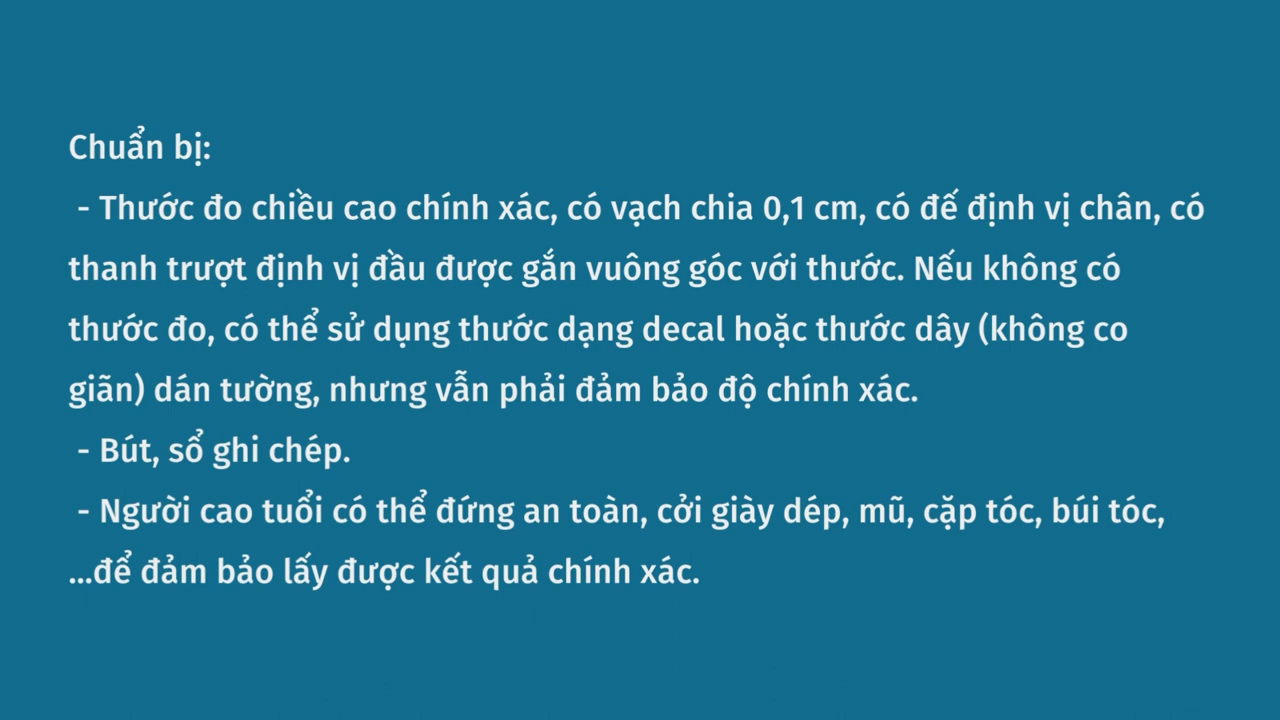 Chuẩn bị:
- Thước đo chiều cao chính xác, có vạch chia 0,1 cm, có đế định vị chân, có
thanh trượt định vị đầu được gắn vuông góc với thước. Nếu không có
thước đo, có thể sử dụng thước dạng decal hoặc thước dây (không co
giãn) dán tường, nhưng vẫn phải đảm bảo độ chính xác.
- Bút, sổ ghi chép.
- Người cao tuổi có thể đứng an toàn, cởi giày dép, mũ, cặp tóc, búi tóc,
...để đảm bảo lấy được kết quả chính xác.